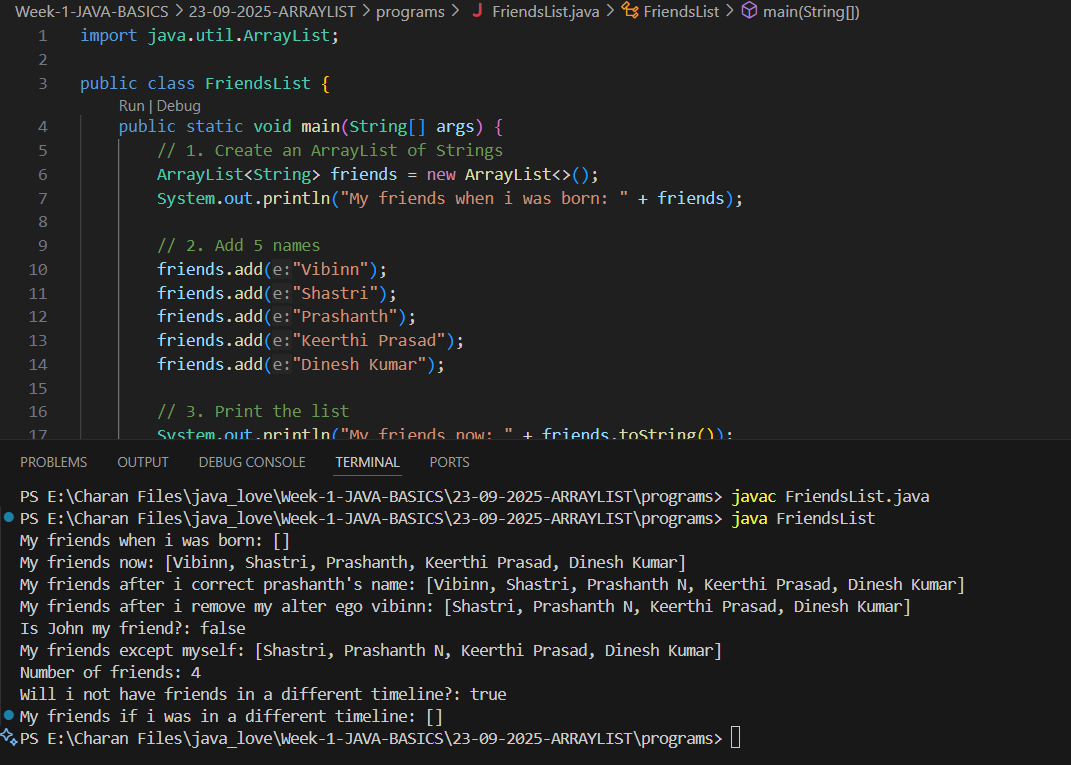 Week-1-JAVA-BASICS > 23-09-2025-ARRAYLIST > programs > J FriendsList.java > FriendsList > main(String[])
1 import java.util.ArrayList;
2
3 public class FriendsList {
Run | Debug
4 public static void main(String[] args) {
5 // 1. Create an ArrayList of Strings
6 ArrayList<String> friends = new ArrayList<>();
7 System.out.println("My friends when i was born: " + friends);
8
9 // 2. Add 5 names
10 friends.add(e:"Vibinn");
11 friends.add(e:"Shastri");
12 friends.add(e:"Prashanth");
13 friends.add(e:"Keerthi Prasad");
14 friends.add(e:"Dinesh Kumar");
15
16 // 3. Print the list
17 System.out.println("My friends now: " + friends.toString());
PROBLEMS OUTPUT DEBUG CONSOLE TERMINAL PORTS
PS E:\Charan Files\java_love\Week-1-JAVA-BASICS\23-09-2025-ARRAYLIST\programs> javac FriendsList.java
PS E:\Charan Files\java_love\Week-1-JAVA-BASICS\23-09-2025-ARRAYLIST\programs> java FriendsList
My friends when i was born: []
My friends now: [Vibinn, Shastri, Prashanth, Keerthi Prasad, Dinesh Kumar]
My friends after i correct prashanth's name: [Vibinn, Shastri, Prashanth N, Keerthi Prasad, Dinesh Kumar]
My friends after i remove my alter ego vibinn: [Shastri, Prashanth N, Keerthi Prasad, Dinesh Kumar]
Is John my friend?: false
My friends except myself: [Shastri, Prashanth N, Keerthi Prasad, Dinesh Kumar]
Number of friends: 4
Will i not have friends in a different timeline?: true
My friends if i was in a different timeline: []
PS E:\Charan Files\java_love\Week-1-JAVA-BASICS\23-09-2025-ARRAYLIST\programs>